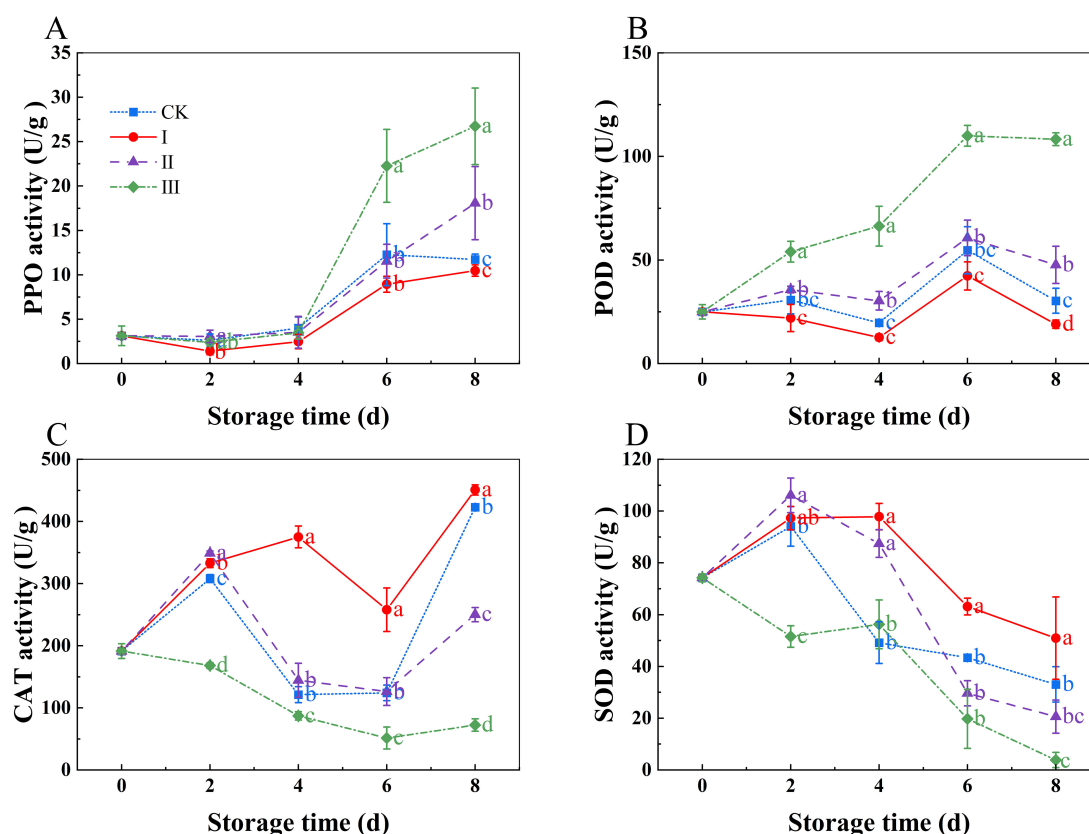 A
PPO activity (U/g )
35
30
25
20
15
10
5
0
CK
I
II
III
a
ab
b
a
b
b
a
b
c
c
0 2 4 6 8
Storage time (d)
B
POD activity (U/g )
150
100
50
0
a
b
bc
c
a
b
c
c
a
b
bc
c
a
b
c
d
0 2 4 6 8
Storage time (d)
C
CAT activity (U/g )
500
400
300
200
100
0
a
b
c
d
a
b
b
c
a
b
b
c
a
b
c
d
0 2 4 6 8
Storage time (d)
D
SOD activity (U/g )
120
100
80
60
40
20
0
a
ab
b
c
a
a
b
b
a
b
b
b
a
b
bc
c
0 2 4 6 8
Storage time (d)